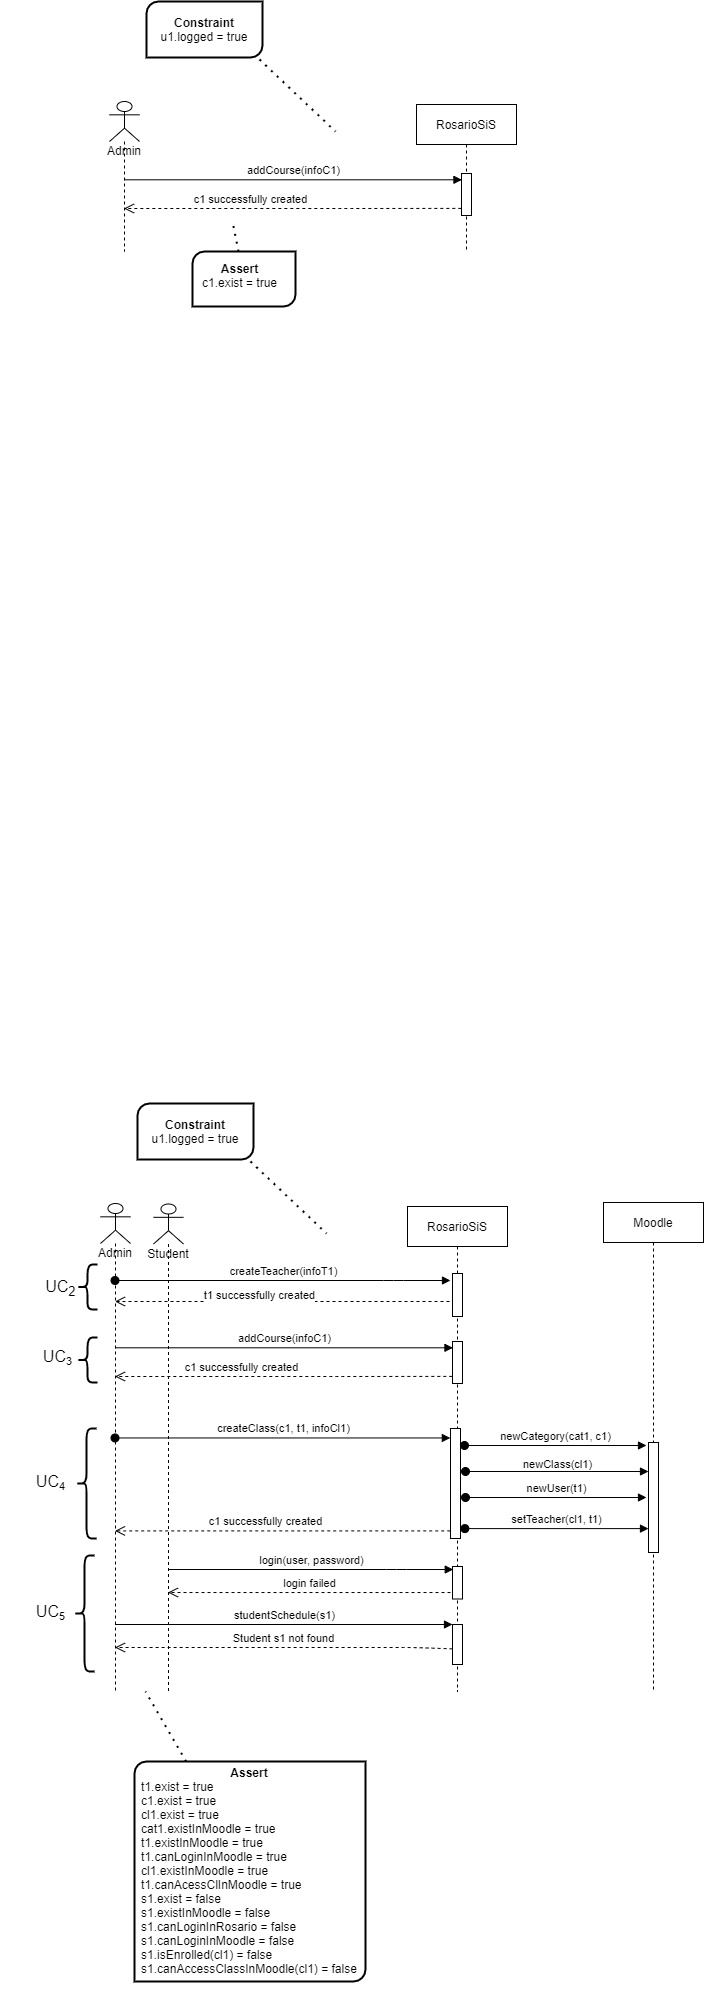 Constraint
u1.logged = true
RosarioSiS
Admin
addCourse(infoC1)
c1 successfully created
Assert
c1.exist = true
Constraint
u1.logged = true
RosarioSiS
Moodle
Admin
Student
UC2
createTeacher(infoT1)
t1 successfully created
UC3
addCourse(infoC1)
c1 successfully created
UC4
createClass(c1, t1, infoCl1)
newCategory(cat1, c1)
newClass(cl1)
newUser(t1)
setTeacher(cl1, t1)
c1 successfully created
UC5
login(user, password)
login failed
studentSchedule(s1)
Student s1 not found
Assert
t1.exist = true
c1.exist = true
cl1.exist = true
cat1.existInMoodle = true
t1.existInMoodle = true
t1.canLoginInMoodle = true
cl1.existInMoodle = true
t1.canAcessClInMoodle = true
s1.exist = false
s1.existInMoodle = false
s1.canLoginInRosario = false
s1.canLoginInMoodle = false
s1.isEnrolled(cl1) = false
s1.canAccessClassInMoodle(cl1) = false